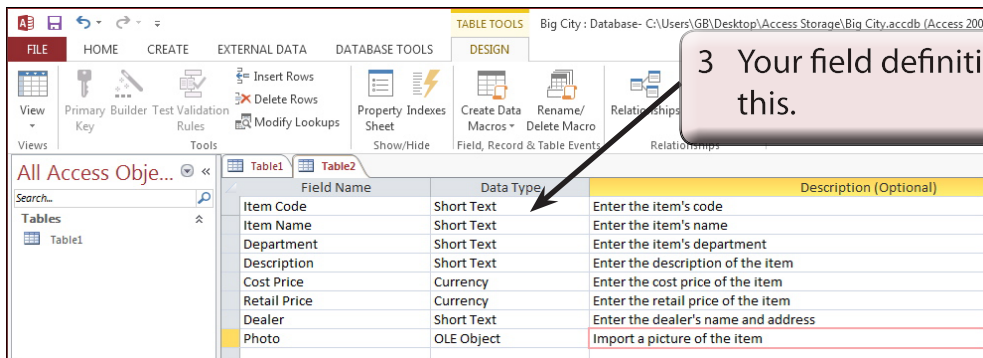 TABLE TOOLS Big City : Database- C:\Users\GB\Desktop\Access Storage\Big City.accdb (Access 200
FILE HOME CREATE EXTERNAL DATA DATABASE TOOLS DESIGN
3 Your field definiti
this.
View
Primary Key
Builder
Test Validation Rules
Insert Rows
Delete Rows
Modify Lookups
Property Sheet
Indexes
Create Data Macros
Rename/ Delete Macro
Relationships
Views Tools Show/Hide Field, Record & Table Events Relationships
All Access Obje...
Search...
Tables
Table1
Table1 Table2
Field Name Data Type Description (Optional)
Item Code Short Text Enter the item's code
Item Name Short Text Enter the item's name
Department Short Text Enter the item's department
Description Short Text Enter the description of the item
Cost Price Currency Enter the cost price of the item
Retail Price Currency Enter the retail price of the item
Dealer Short Text Enter the dealer's name and address
Photo OLE Object Import a picture of the item